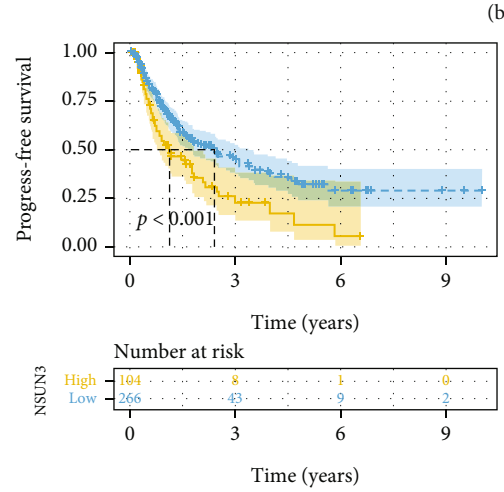 (b
Progress-free survival
1.00
0.75
0.50
0.25
0.00
p < 0.001
0 3 6 9
Time (years)
Number at risk
NSUN3
High 104 8 1 0
Low 266 43 9 2
0 3 6 9
Time (years)